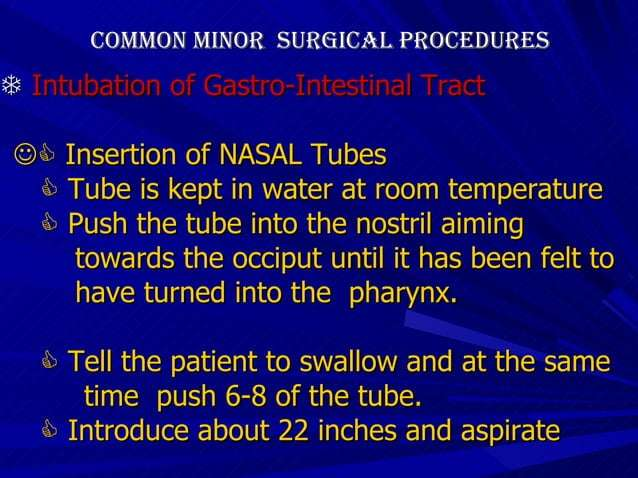 COMMON MINOR SURGICAL PROCEDURES
Intubation of Gastro-Intestinal Tract
Insertion of NASAL Tubes
Tube is kept in water at room temperature
Push the tube into the nostril aiming
towards the occiput until it has been felt to
have turned into the pharynx.
Tell the patient to swallow and at the same
time push 6-8 of the tube.
Introduce about 22 inches and aspirate